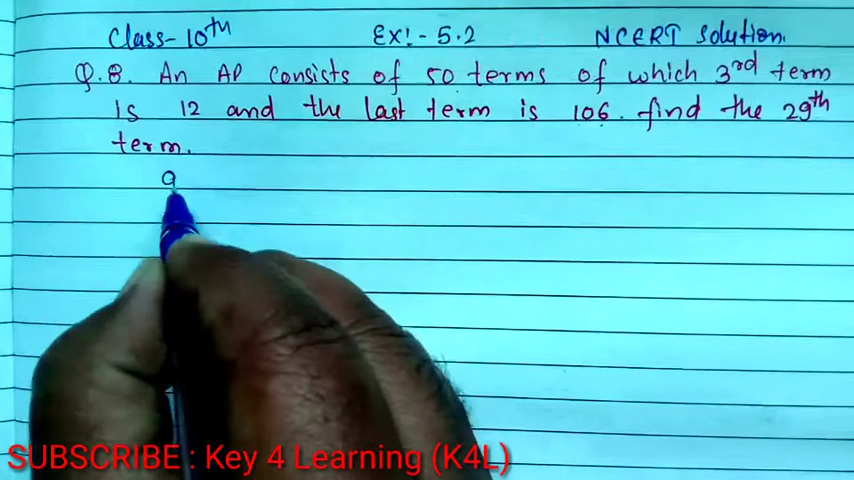 Class- 10th Ex!- 5.2 NCERT Solution.
Q.8. An AP consists of 50 terms of which 3rd term
is 12 and the last term is 106. find the 29th
term.
a
SUBSCRIBE : Key 4 Learning (K4L)